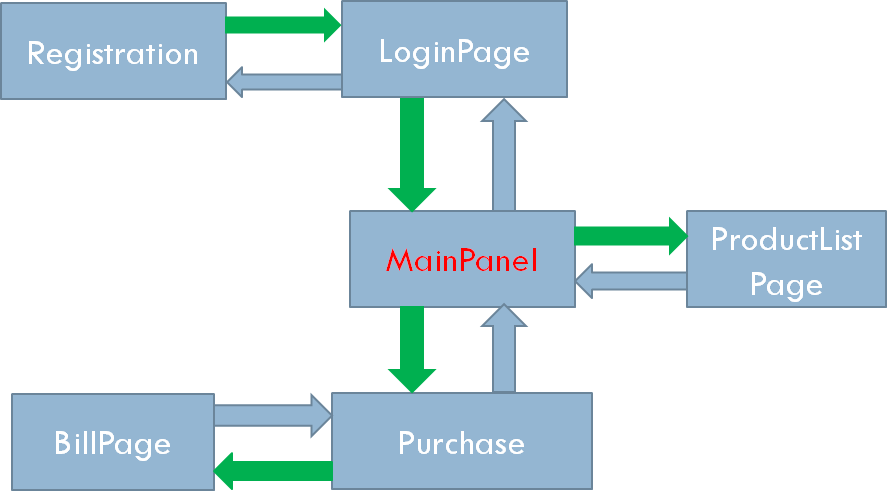 Registration
LoginPage
MainPanel
ProductList
Page
BillPage
Purchase